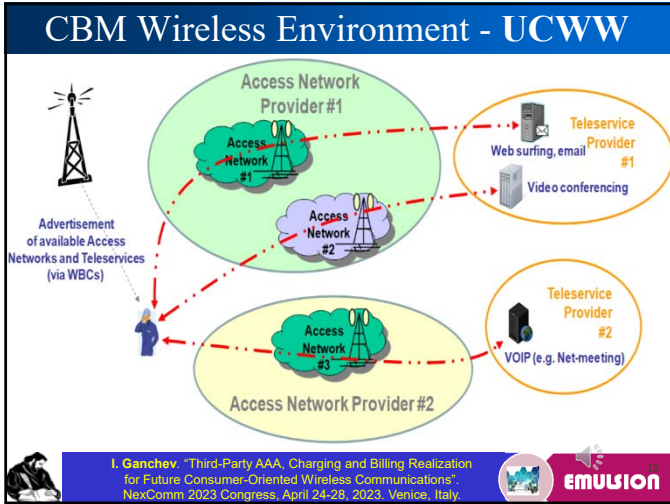 CBM Wireless Environment - UCWW
Access Network
Provider #1
Access
Network
#1
Access
Network
#2
Teleservice
Provider
#1
Web surfing, email
Video conferencing
Advertisement
of available Access
Networks and Teleservices
(via WBCs)
Access
Network
#3
Access Network Provider #2
Teleservice
Provider
#2
VOIP (e.g. Net-meeting)
I. Ganchev. “Third-Party AAA, Charging and Billing Realization
for Future Consumer-Oriented Wireless Communications”.
NexComm 2023 Congress, April 24-28, 2023. Venice, Italy.
EMULSION